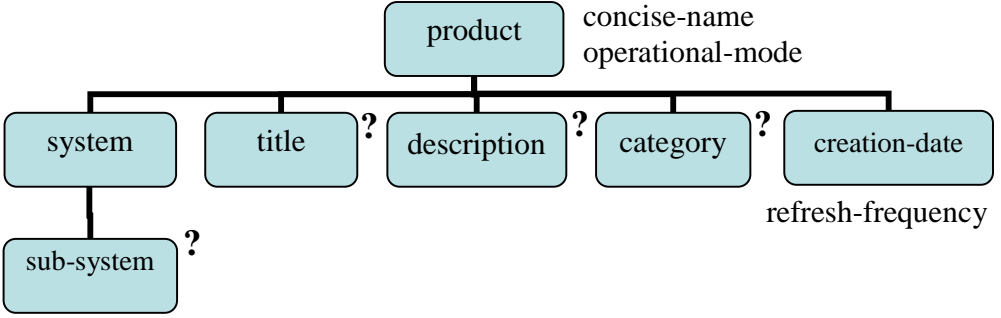 product
concise-name
operational-mode
system
title
?
description
?
category
?
creation-date
refresh-frequency
sub-system
?